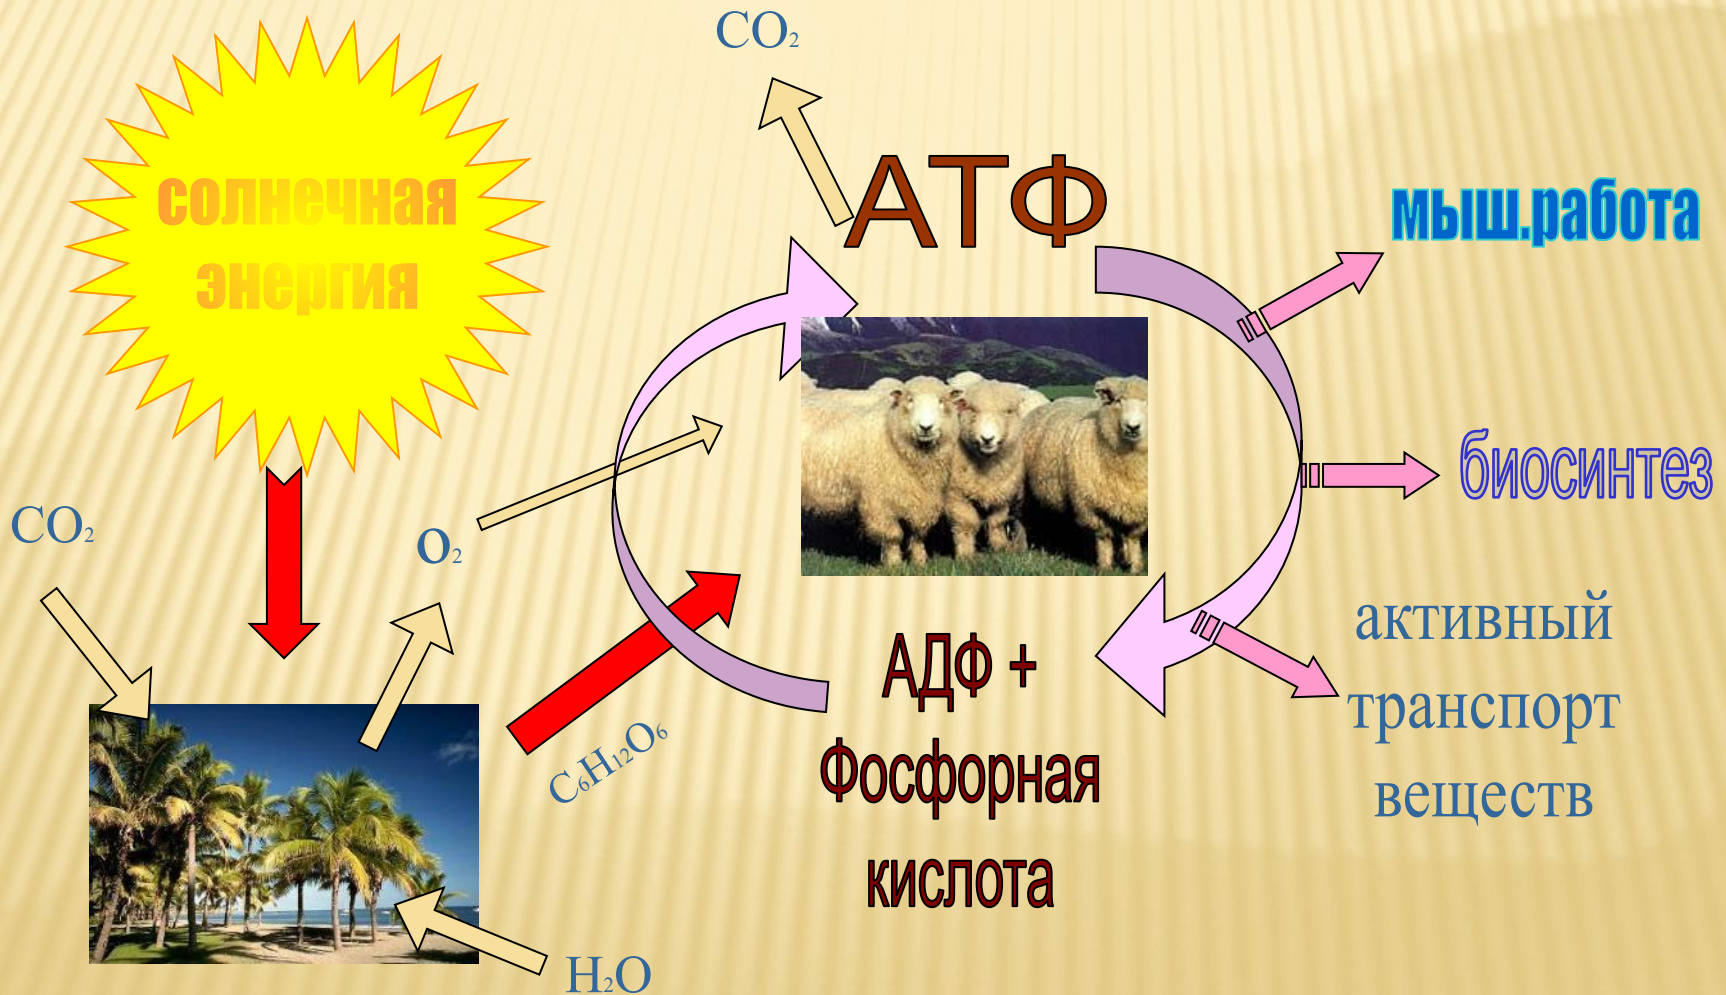 CO₂
солнечная
энергия
АТФ
мыш.работа
CO₂
O₂
биосинтез
C₆H₁₂O₆
АДФ +
Фосфорная
кислота
активный
транспорт
веществ
H₂O